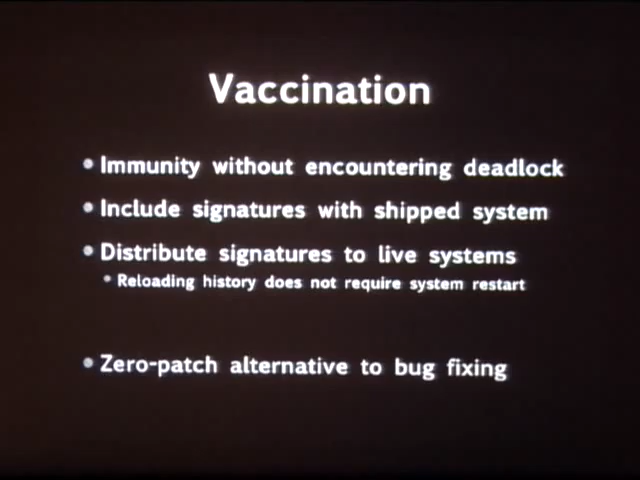 Vaccination
• Immunity without encountering deadlock
• Include signatures with shipped system
• Distribute signatures to live systems
• Reloading history does not require system restart
• Zero-patch alternative to bug fixing